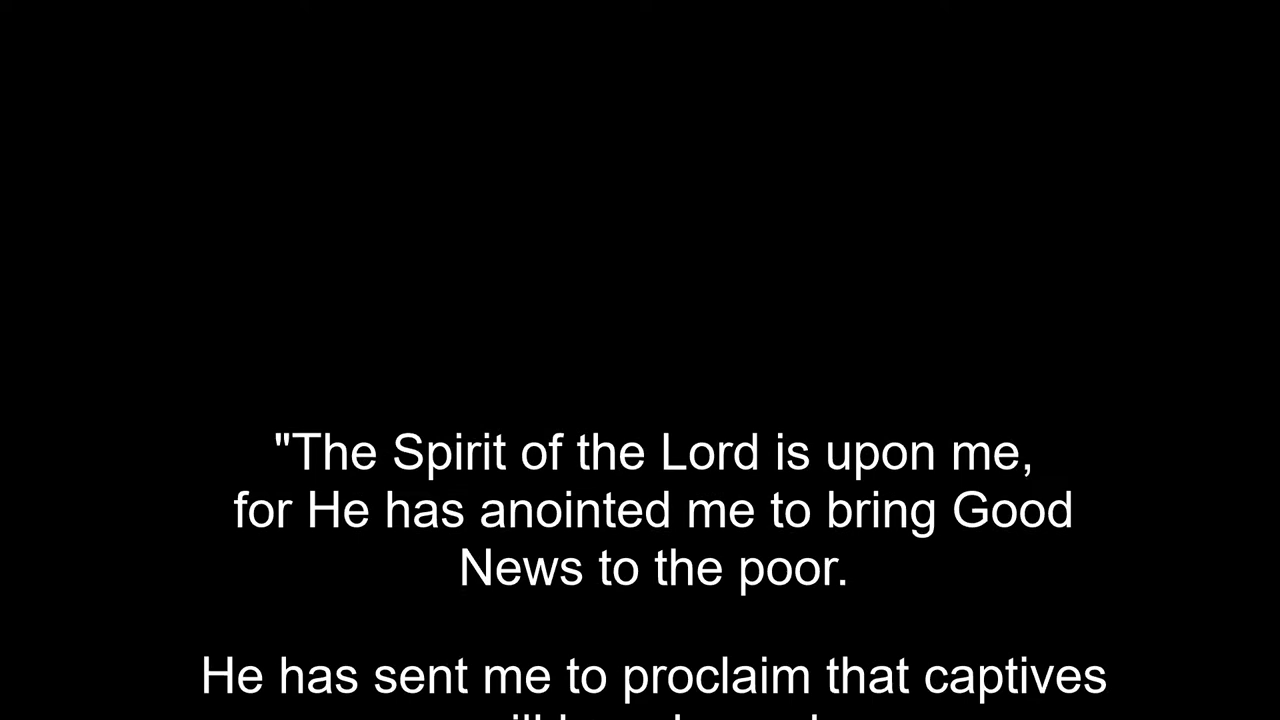 "The Spirit of the Lord is upon me,
for He has anointed me to bring Good
News to the poor.
He has sent me to proclaim that captives